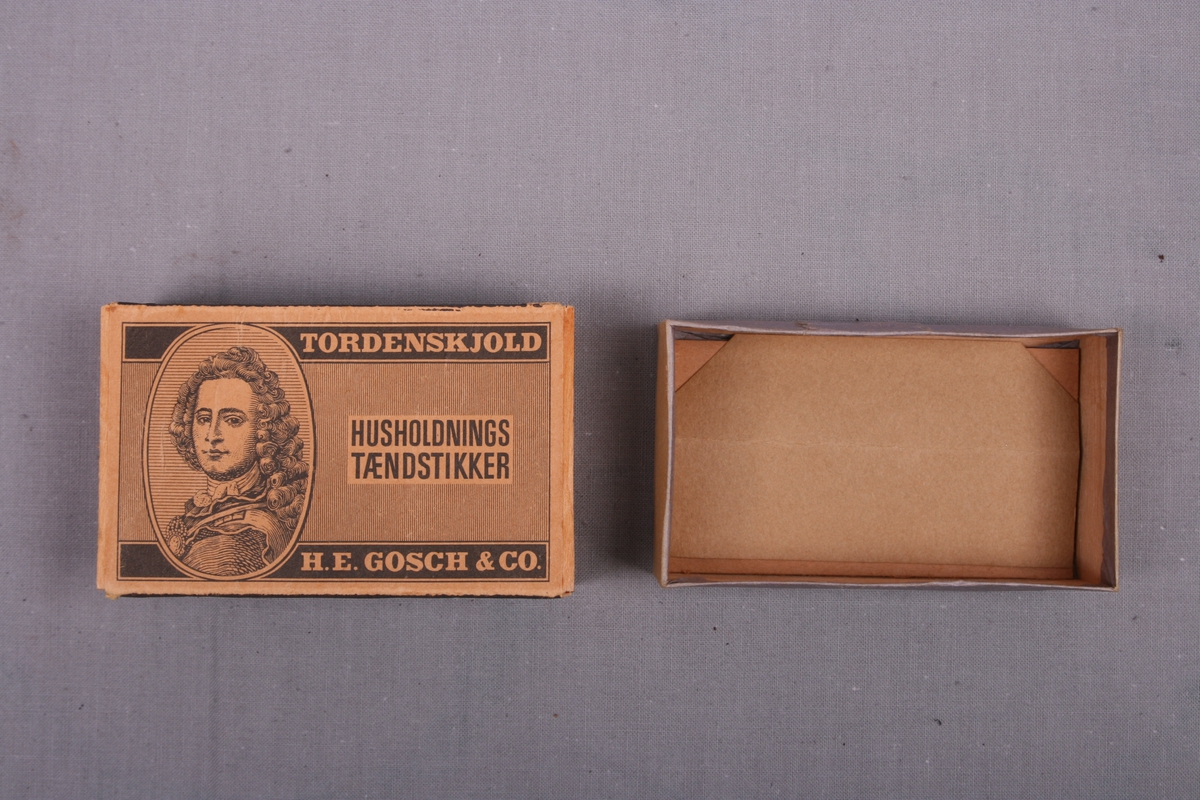 TORDENSKJOLD
HUSHOLDNINGS
TÆNDSTIKKER
H.E. GOSCH & CO.